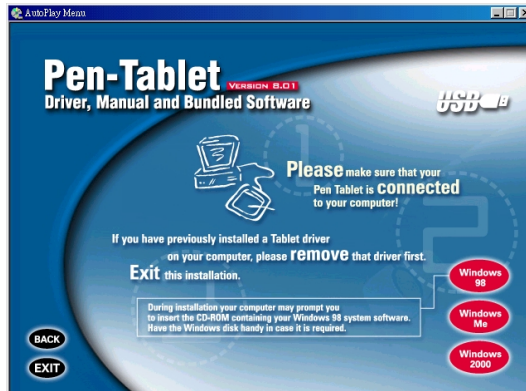 AutoPlay Menu
Pen-Tablet VERSION 8.01
Driver, Manual and Bundled Software
USB
Please make sure that your
Pen Tablet is connected
to your computer!
If you have previously installed a Tablet driver
on your computer, please remove that driver first.
Exit this installation.
During installation your computer may prompt you
to insert the CD-ROM containing your Windows 98 system software.
Have the Windows disk handy in case it is required.
Windows
98
Windows
Me
Windows
2000
BACK
EXIT